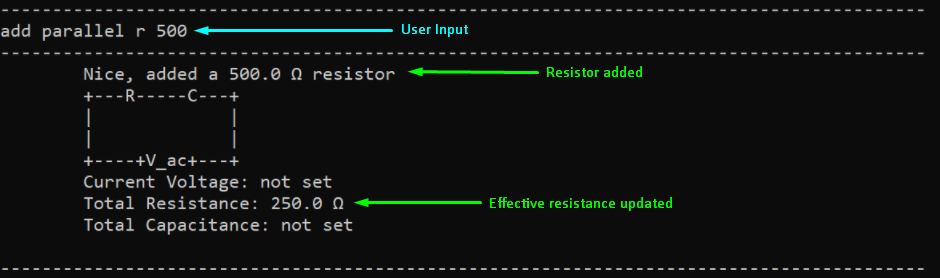 --------------------------------------------------------------------------------
add parallel r 500 User Input
--------------------------------------------------------------------------------
Nice, added a 500.0 Ω resistor Resistor added
+---R-----C---+
|             |
|             |
+----+V_ac+---+
Current Voltage: not set
Total Resistance: 250.0 Ω Effective resistance updated
Total Capacitance: not set
--------------------------------------------------------------------------------